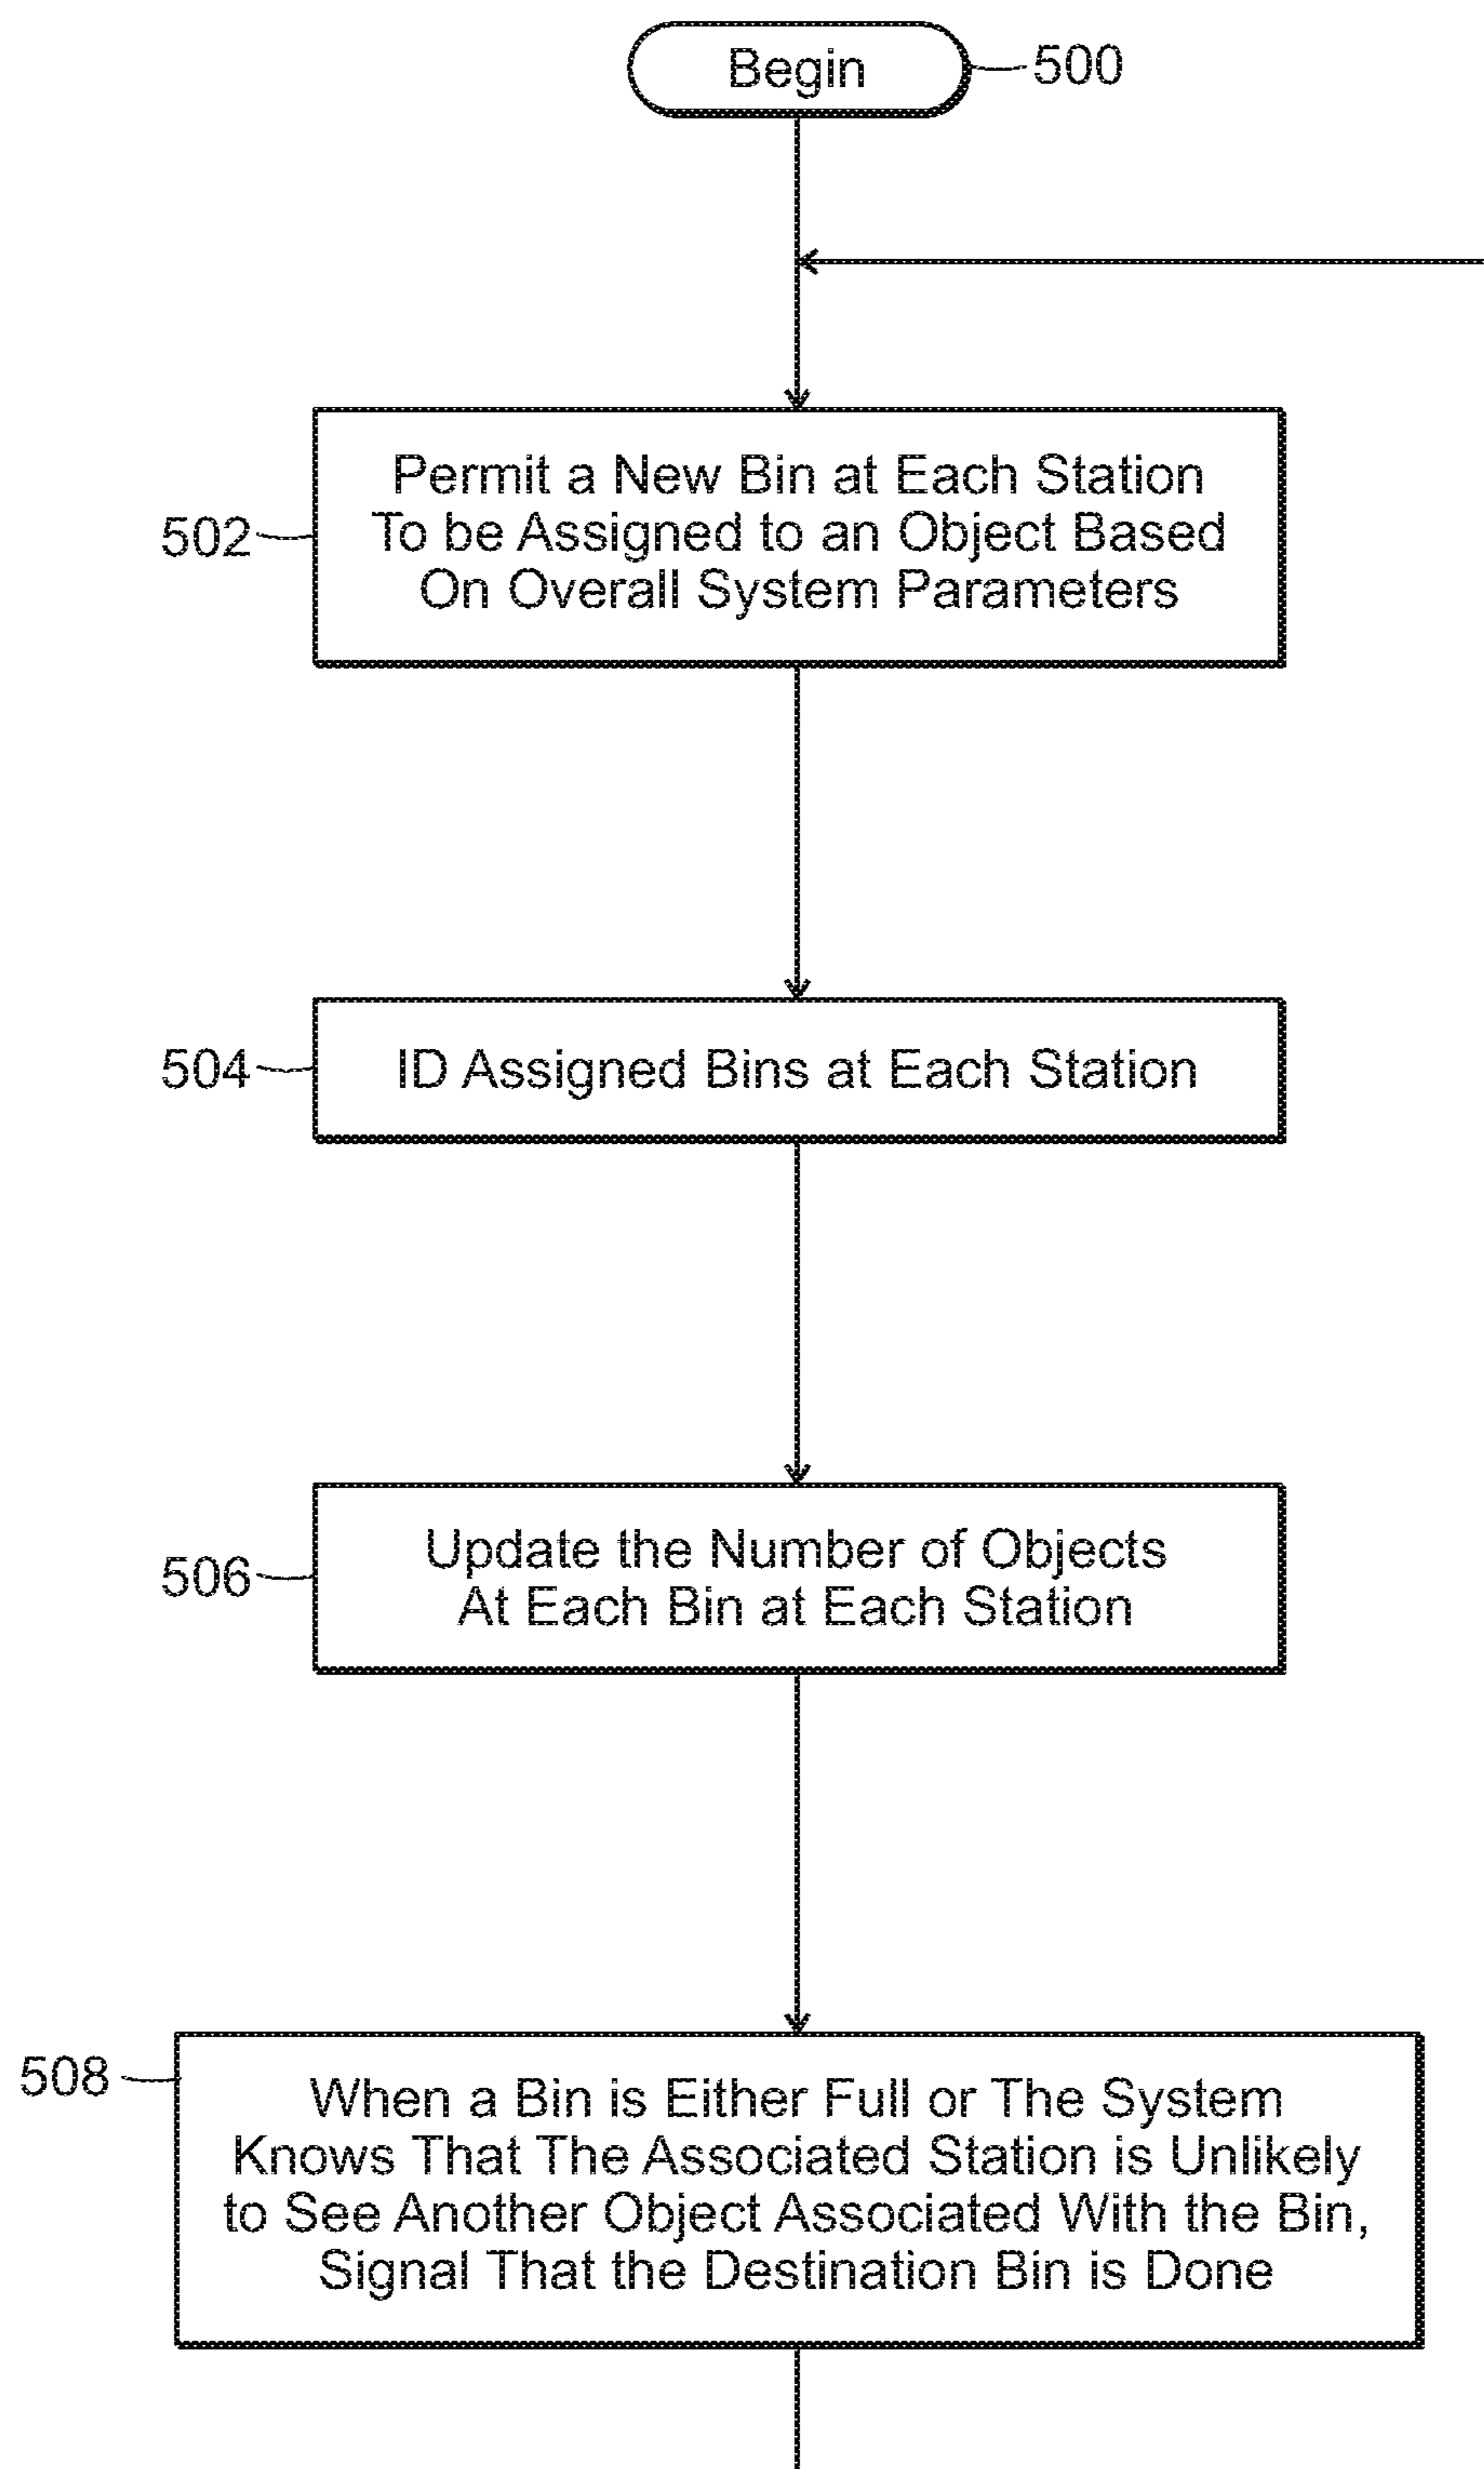 Begin
500
502
Permit a New Bin at Each Station
To be Assigned to an Object Based
On Overall System Parameters
504
ID Assigned Bins at Each Station
506
Update the Number of Objects
At Each Bin at Each Station
508
When a Bin is Either Full or The System
Knows That The Associated Station is Unlikely
to See Another Object Associated With the Bin,
Signal That the Destination Bin is Done